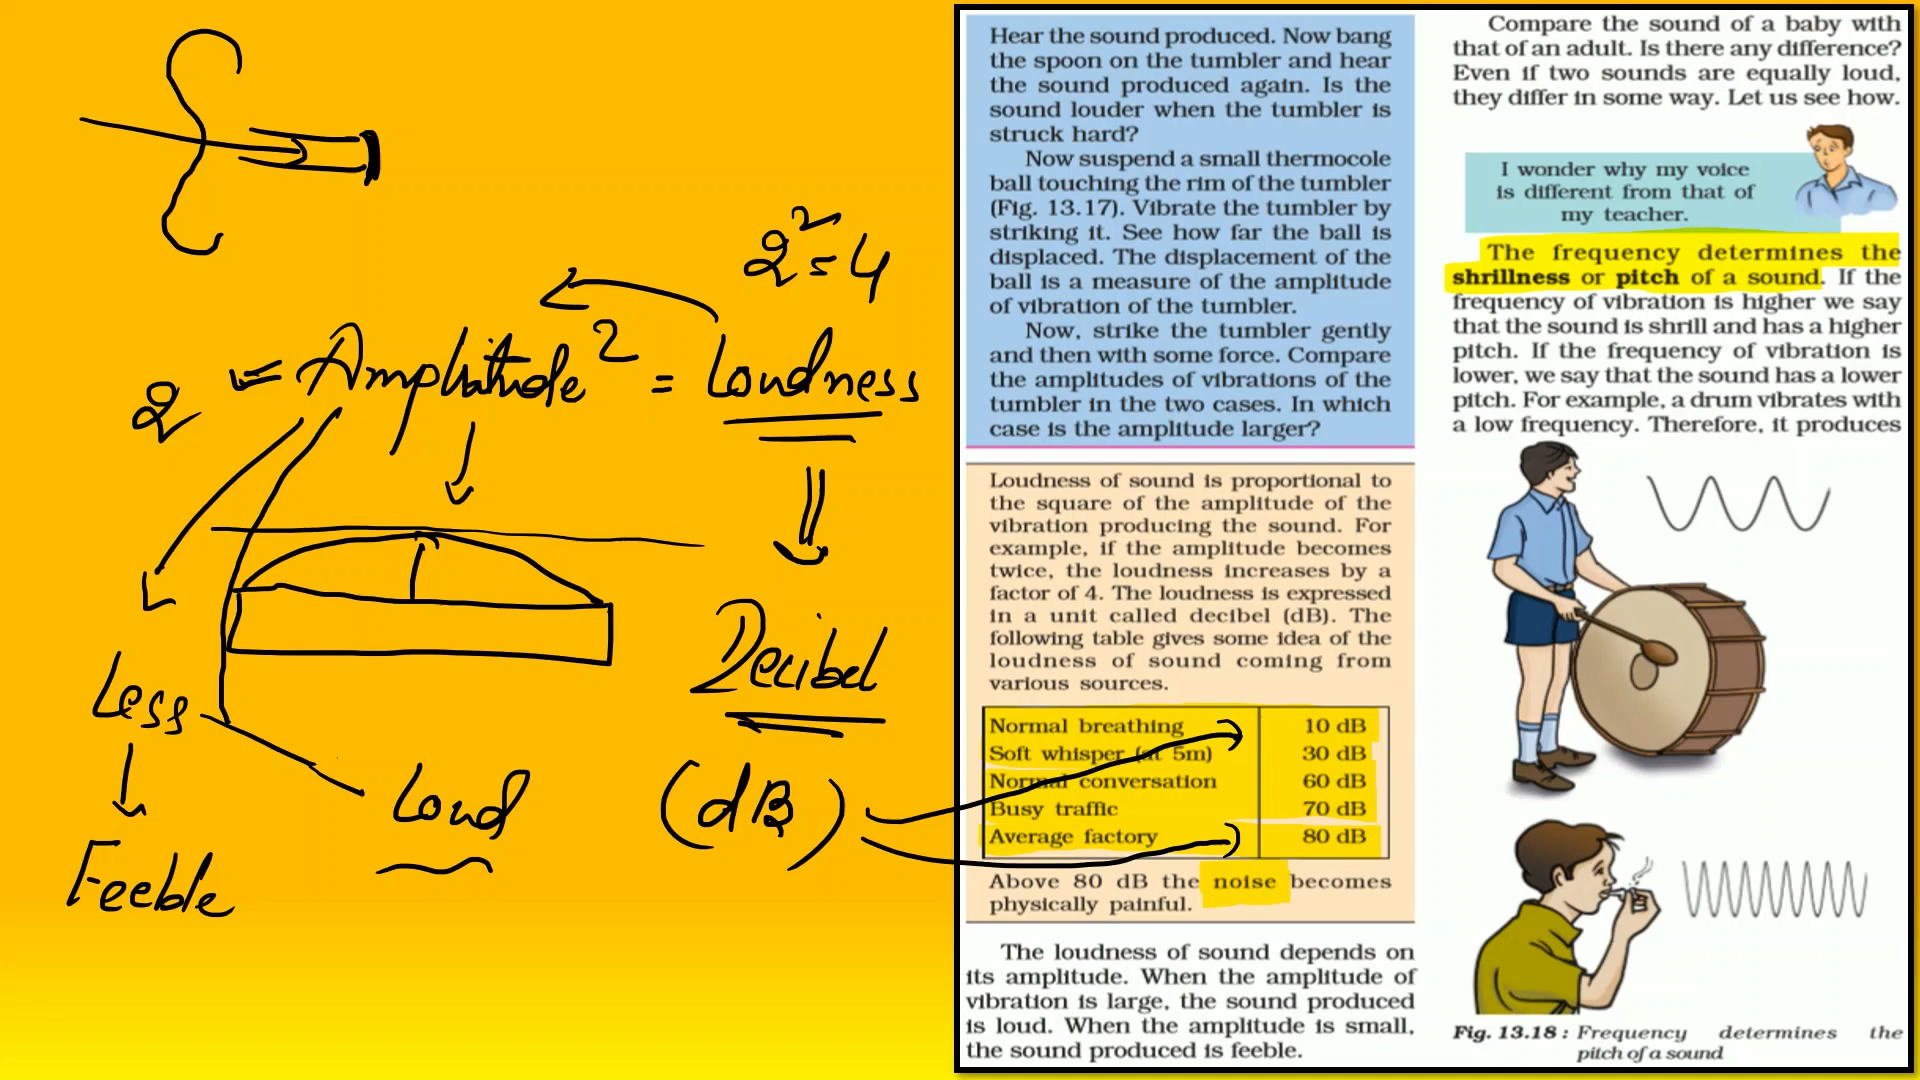 2² = 4
2 = Amplitude² = Loudness
Less
Feeble
Loud
Decibel
(dB)
Hear the sound produced. Now bang
the spoon on the tumbler and hear
the sound produced again. Is the
sound louder when the tumbler is
struck hard?
Now suspend a small thermocole
ball touching the rim of the tumbler
(Fig. 13.17). Vibrate the tumbler by
striking it. See how far the ball is
displaced. The displacement of the
ball is a measure of the amplitude
of vibration of the tumbler.
Now, strike the tumbler gently
and then with some force. Compare
the amplitudes of vibrations of the
tumbler in the two cases. In which
case is the amplitude larger?
Loudness of sound is proportional to
the square of the amplitude of the
vibration producing the sound. For
example, if the amplitude becomes
twice, the loudness increases by a
factor of 4. The loudness is expressed
in a unit called decibel (dB). The
following table gives some idea of the
loudness of sound coming from
various sources.
Normal breathing 10 dB
Soft whisper (at 5m) 30 dB
Normal conversation 60 dB
Busy traffic 70 dB
Average factory 80 dB
Above 80 dB the noise becomes
physically painful.
The loudness of sound depends on
its amplitude. When the amplitude of
vibration is large, the sound produced
is loud. When the amplitude is small,
the sound produced is feeble.
Compare the sound of a baby with
that of an adult. Is there any difference?
Even if two sounds are equally loud,
they differ in some way. Let us see how.
I wonder why my voice
is different from that of
my teacher.
The frequency determines the
shrillness or pitch of a sound. If the
frequency of vibration is higher we say
that the sound is shrill and has a higher
pitch. If the frequency of vibration is
lower, we say that the sound has a lower
pitch. For example, a drum vibrates with
a low frequency. Therefore, it produces
Fig. 13.18 : Frequency determines the
pitch of a sound